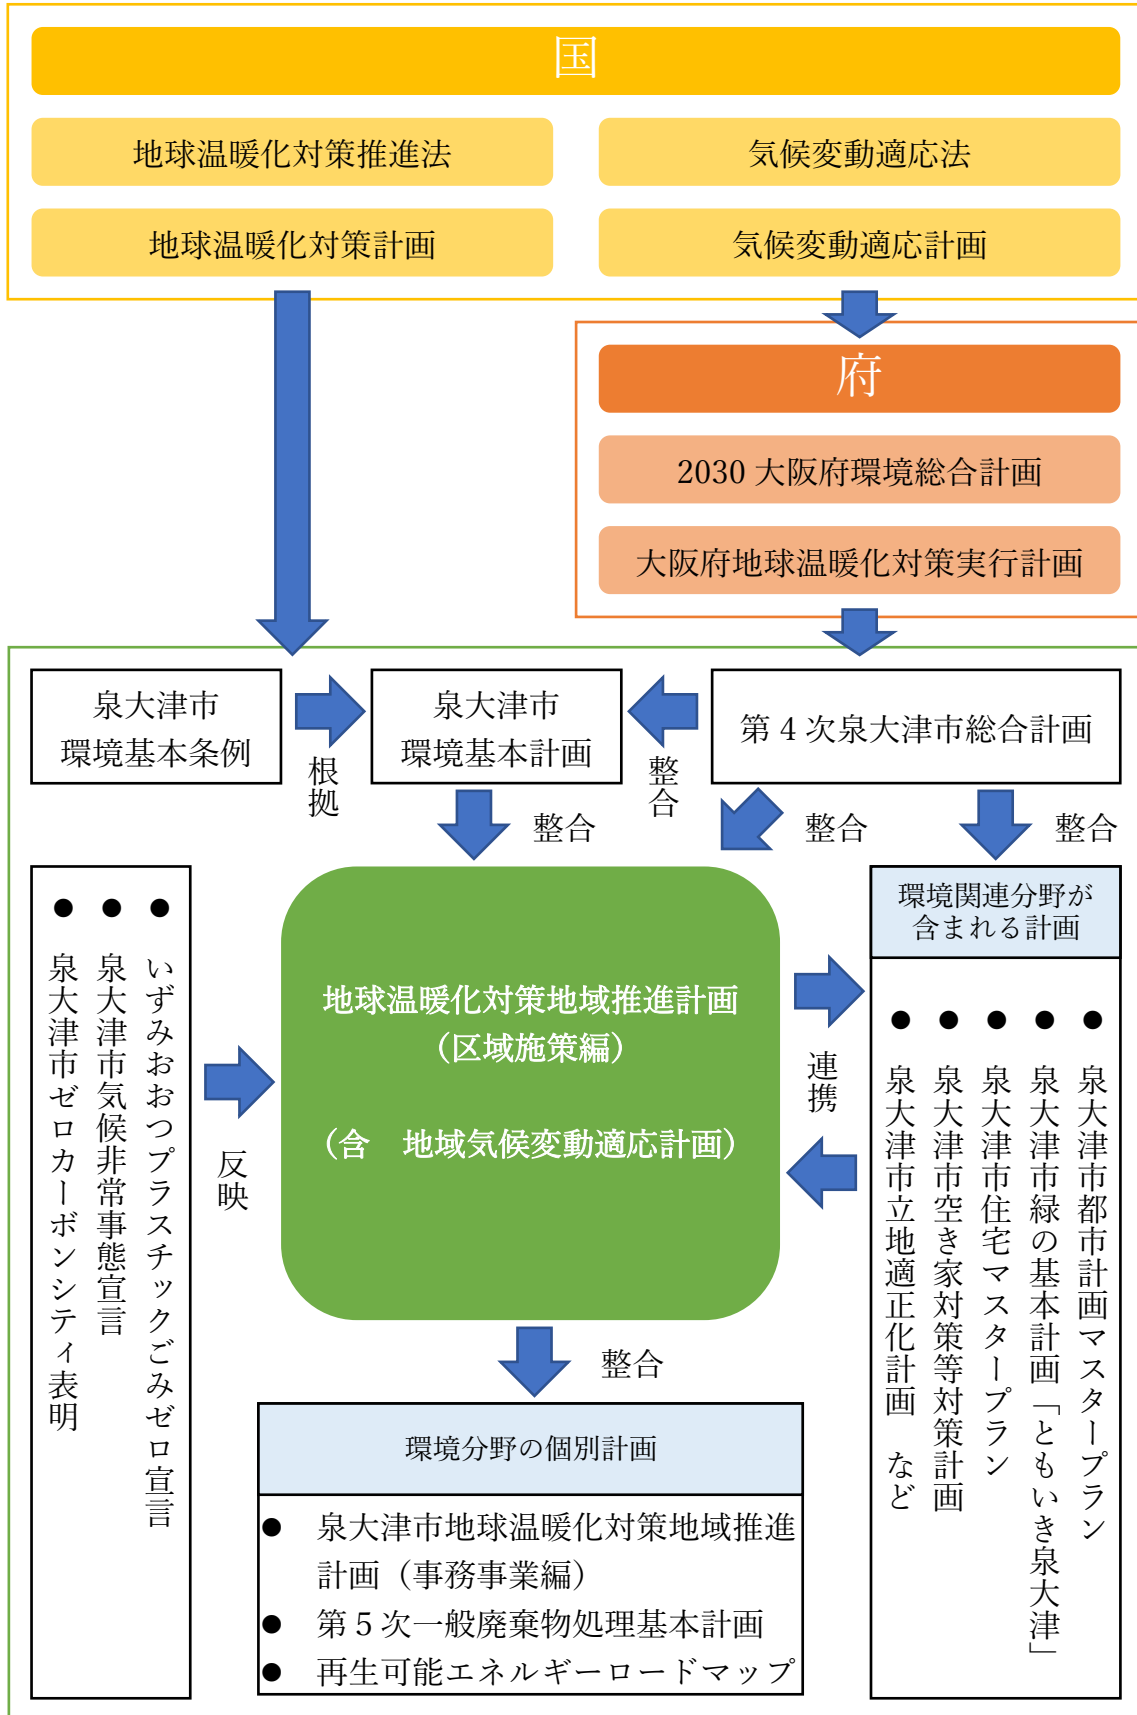 国
地球温暖化対策推進法
気候変動適応法
地球温暖化対策計画
気候変動適応計画
府
2030 大阪府環境総合計画
大阪府地球温暖化対策実行計画
泉大津市
環境基本条例
根拠
泉大津市
環境基本計画
整合
第 4 次泉大津市総合計画
整合
整合
整合
● いずみおおつプラスチックごみゼロ宣言
● 泉大津市気候非常事態宣言
● 泉大津市ゼロカーボンシティ表明
反映
地球温暖化対策地域推進計画
（区域施策編）
（含　地域気候変動適応計画）
連携
環境関連分野が
含まれる計画
● 泉大津市都市計画マスタープラン
● 泉大津市緑の基本計画「ともいき泉大津」
● 泉大津市住宅マスタープラン
● 泉大津市空き家対策等対策計画
● 泉大津市立地適正化計画　など
整合
環境分野の個別計画
● 泉大津市地球温暖化対策地域推進
計画（事務事業編）
● 第 5 次一般廃棄物処理基本計画
● 再生可能エネルギーロードマップ